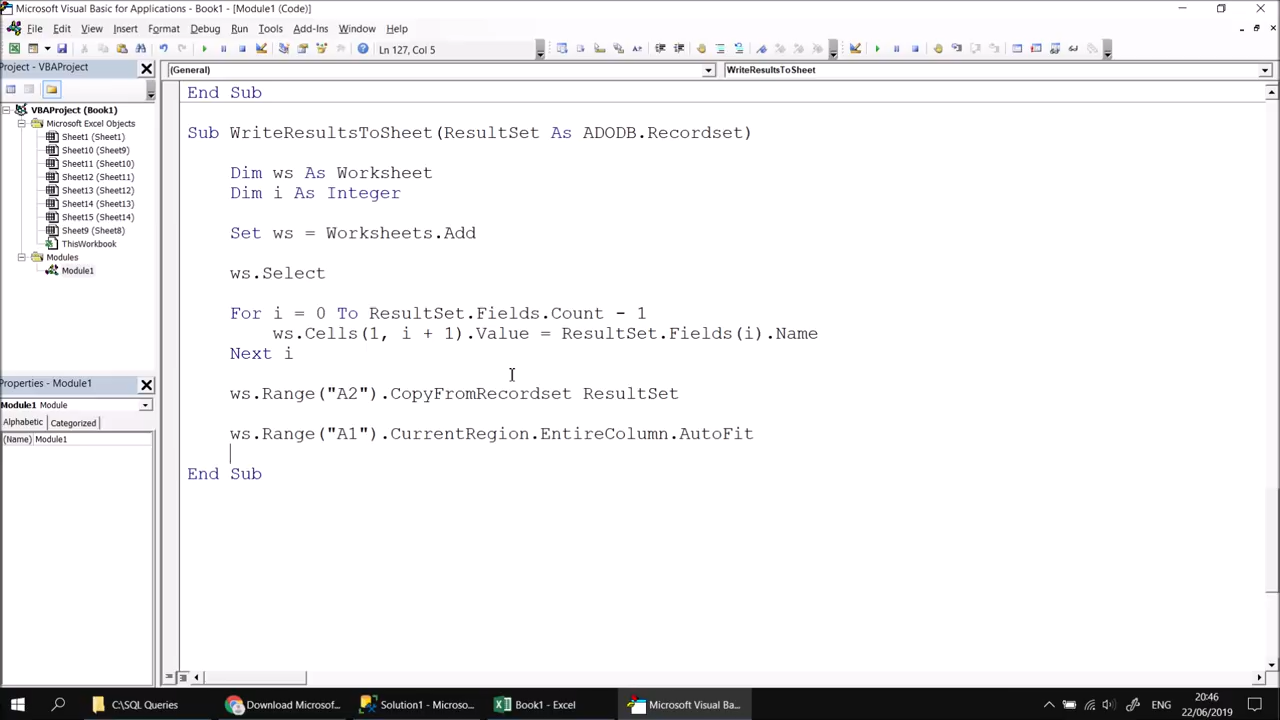 Microsoft Visual Basic for Applications - Book1 - [Module1 (Code)]
File Edit View Insert Format Debug Run Tools Add-Ins Window Help
Ln 127, Col 5
Project - VBAProject
(General)
WriteResultsToSheet
VBAProject (Book1)
Microsoft Excel Objects
Sheet1 (Sheet1)
Sheet10 (Sheet9)
Sheet11 (Sheet10)
Sheet12 (Sheet11)
Sheet13 (Sheet12)
Sheet14 (Sheet13)
Sheet15 (Sheet14)
Sheet9 (Sheet8)
ThisWorkbook
Modules
Module1
Properties - Module1
Module1 Module
Alphabetic Categorized
(Name) Module1
End Sub
Sub WriteResultsToSheet(ResultSet As ADODB.Recordset)
Dim ws As Worksheet
Dim i As Integer
Set ws = Worksheets.Add
ws.Select
For i = 0 To ResultSet.Fields.Count - 1
ws.Cells(1, i + 1).Value = ResultSet.Fields(i).Name
Next i
ws.Range("A2").CopyFromRecordset ResultSet
ws.Range("A1").CurrentRegion.EntireColumn.AutoFit
End Sub
C:\SQL Queries
Download Microsof...
Solution1 - Microso...
Book1 - Excel
Microsoft Visual Ba...
ENG
20:46
22/06/2019